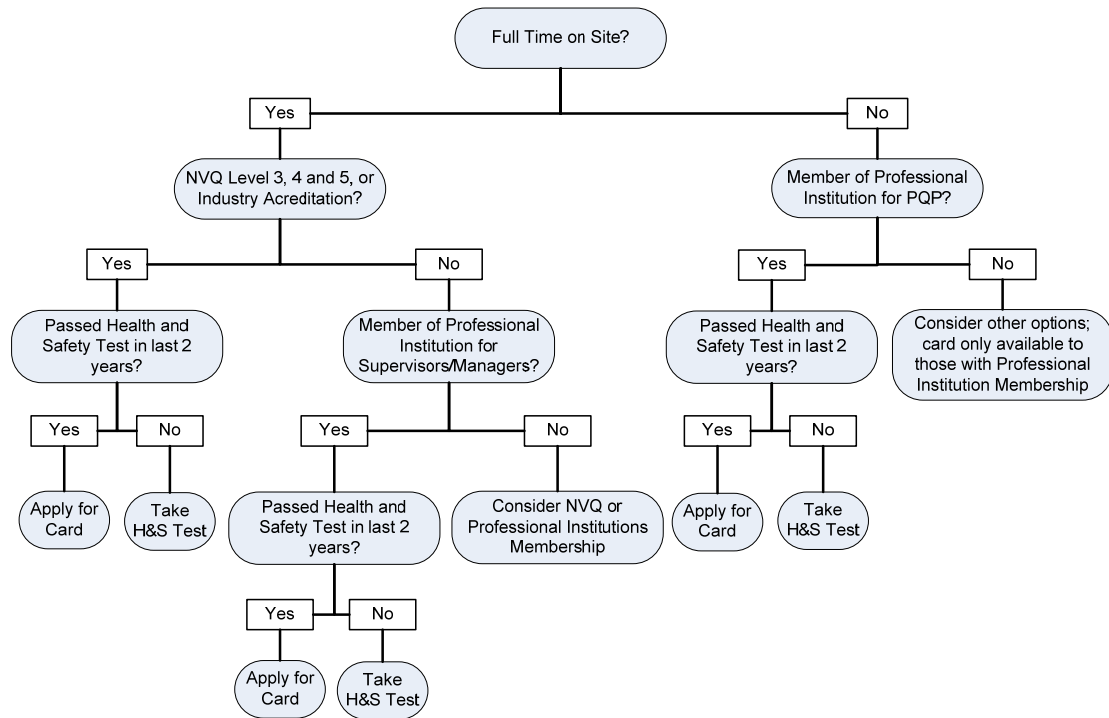 Full Time on Site?
Yes
No
NVQ Level 3, 4 and 5, or
Industry Acreditation?
Member of Professional
Institution for PQP?
Yes
No
Yes
No
Passed Health and
Safety Test in last 2
years?
Member of Professional
Institution for
Supervisors/Managers?
Passed Health and
Safety Test in last 2
years?
Consider other options;
card only available to
those with Professional
Institution Membership
Yes
No
Yes
No
Yes
No
Apply for
Card
Take
H&S Test
Passed Health and
Safety Test in last 2
years?
Consider NVQ or
Professional Institutions
Membership
Apply for
Card
Take
H&S Test
Yes
No
Apply for
Card
Take
H&S Test